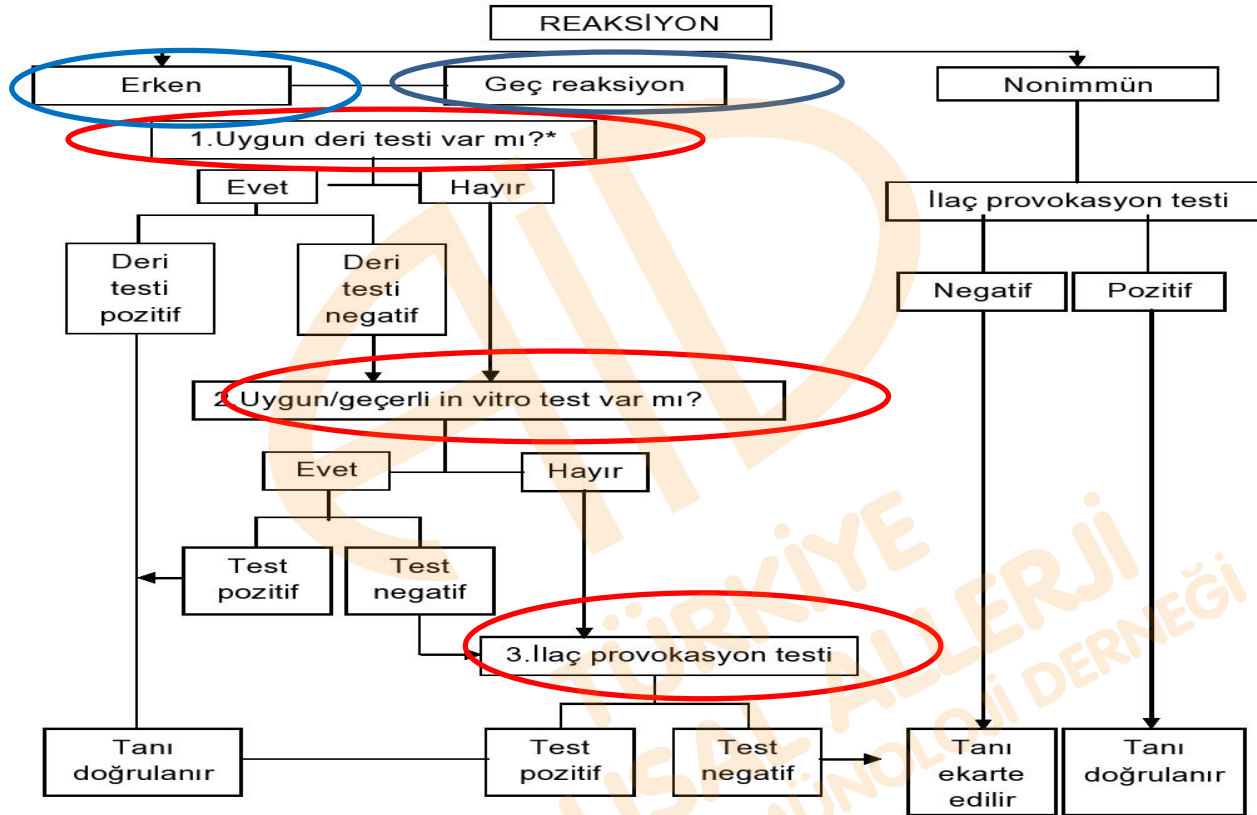 REAKSİYON
Erken
Geç reaksiyon
Nonimmün
1.Uygun deri testi var mı?*
Evet
Hayır
İlaç provokasyon testi
Deri
testi
pozitif
Deri
testi
negatif
Negatif
Pozitif
2.Uygun/geçerli in vitro test var mı?
Evet
Hayır
Test
pozitif
Test
negatif
3.İlaç provokasyon testi
Tanı
doğrulanır
Test
pozitif
Test
negatif
Tanı
ekarte
edilir
Tanı
doğrulanır
AİD
TÜRKİYE
USAL ALLERJİ
MÜNOLOJİ DERNEĞİ